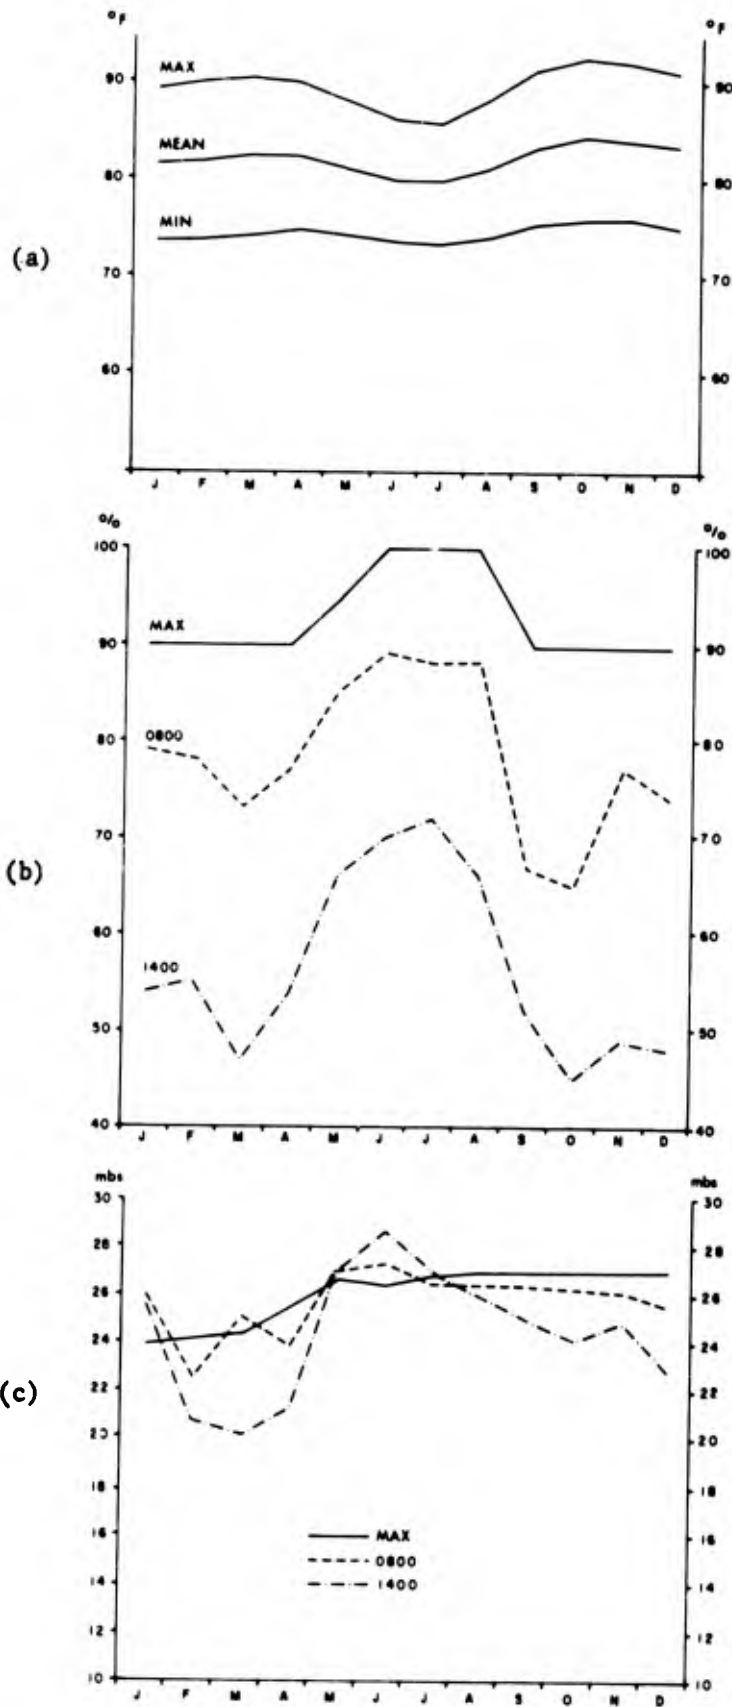 °F °F
90 MAX 90
80 MEAN 80
(a) MIN
70 70
60 60
J F M A M J J A S O N D
% %
100 100
90 MAX 90
80 0800 80
70 70
(b)
60 1400 60
50 50
40 40
J F M A M J J A S O N D
mbs mbs
30 30
28 28
26 26
24 24
(c)
22 22
20 20
18 18
16 MAX 16
0800
14 1400 14
12 12
10 10
J F M A M J J A S O N D